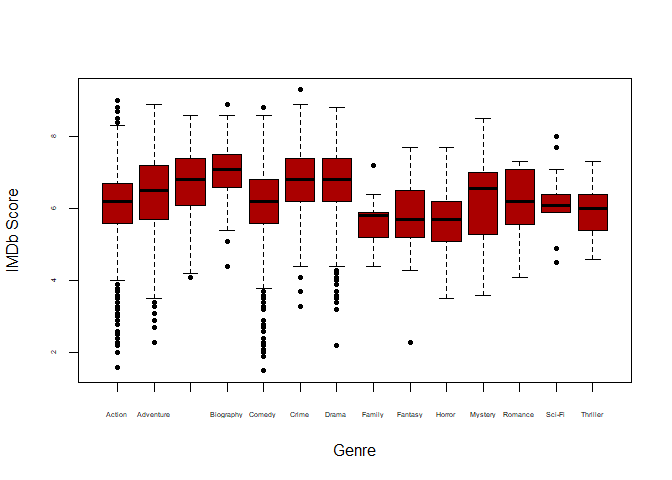 IMDb Score
8
6
4
2
Action Adventure Biography Comedy Crime Drama Family Fantasy Horror Mystery Romance Sci-Fi Thriller
Genre